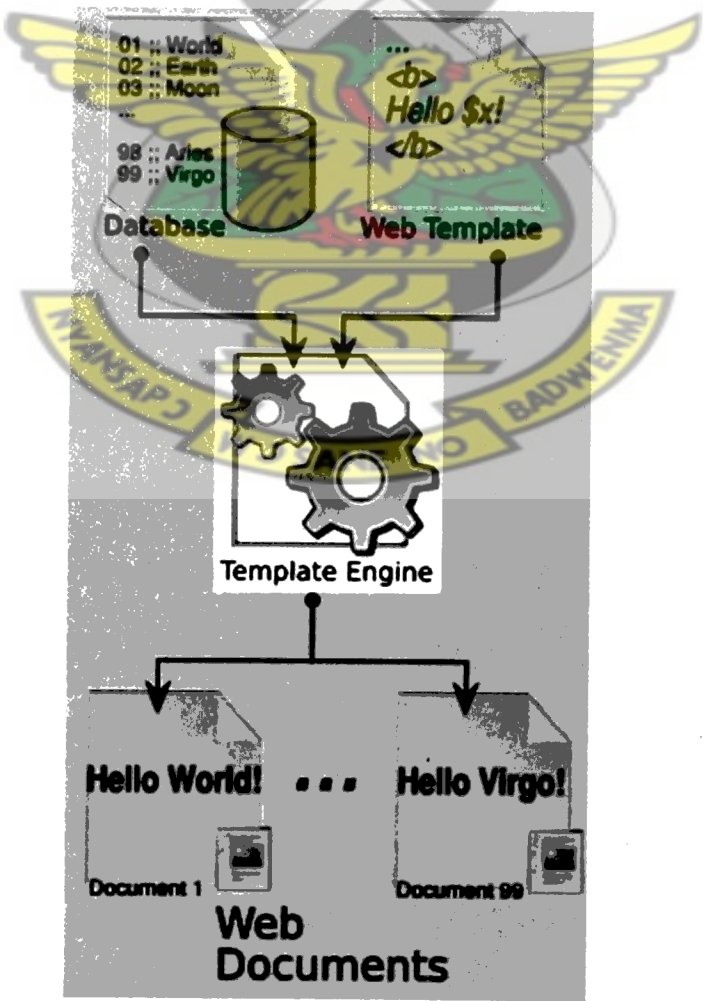 01 :: World
02 :: Earth
03 :: Moon
...
98 :: Aries
99 :: Virgo
Database
...
<b>
Hello $x!
</b>
Web Template
NYANSAPƆ
BADWENMA
Template Engine
Hello World!
...
Hello Virgo!
Document 1
Document 99
Web
Documents